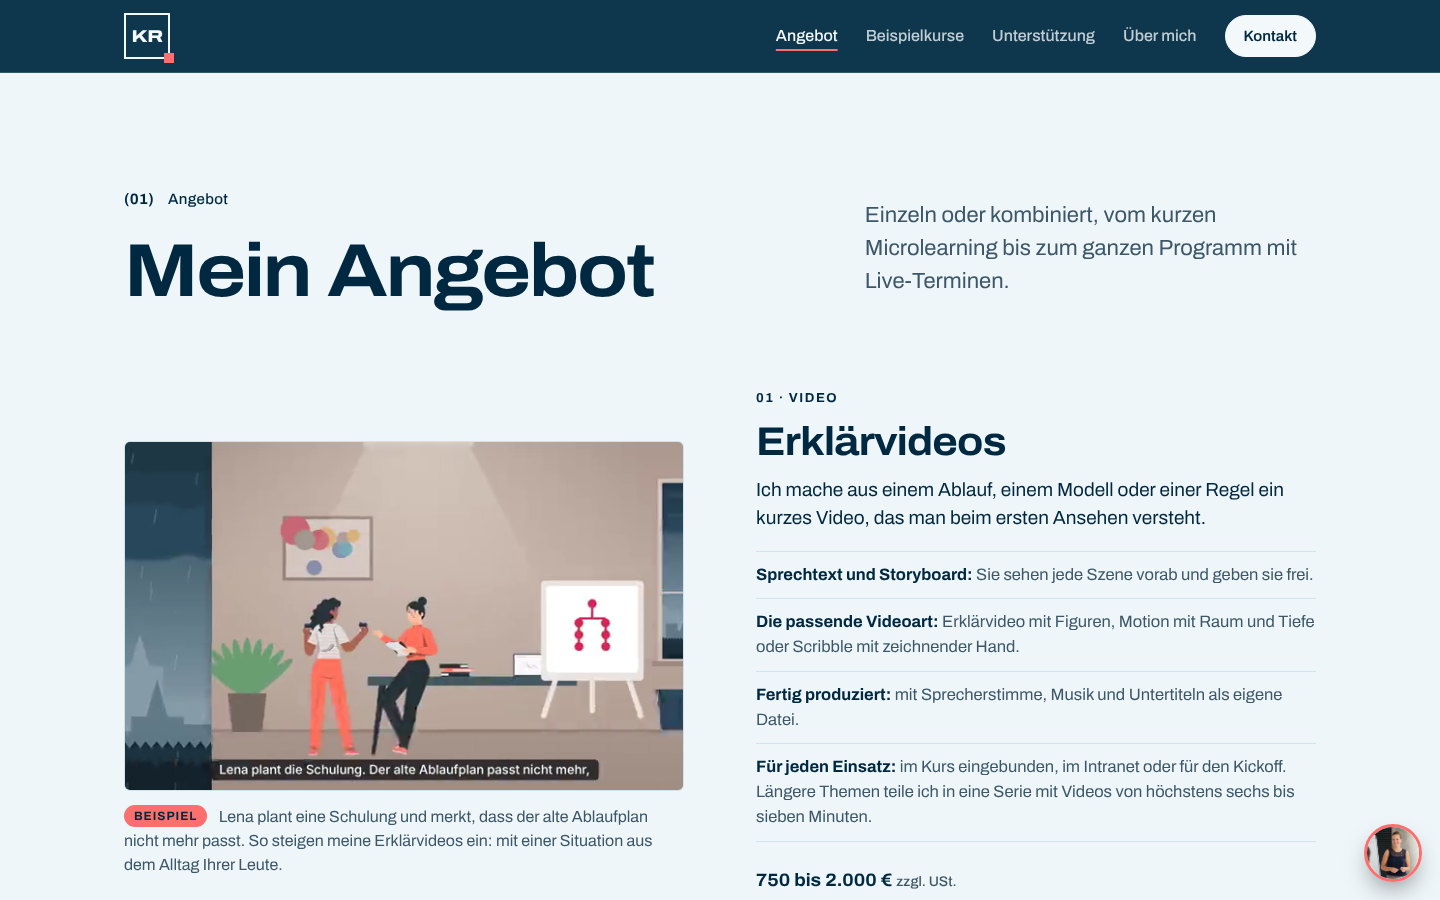 KR
Angebot
Beispielkurse
Unterstützung
Über mich
Kontakt
(01) Angebot
Mein Angebot
Einzeln oder kombiniert, vom kurzen
Microlearning bis zum ganzen Programm mit
Live-Terminen.
Lena plant die Schulung. Der alte Ablaufplan passt nicht mehr,
BEISPIEL Lena plant eine Schulung und merkt, dass der alte Ablaufplan
nicht mehr passt. So steigen meine Erklärvideos ein: mit einer Situation aus
dem Alltag Ihrer Leute.
01 · VIDEO
Erklärvideos
Ich mache aus einem Ablauf, einem Modell oder einer Regel ein
kurzes Video, das man beim ersten Ansehen versteht.
Sprechtext und Storyboard: Sie sehen jede Szene vorab und geben sie frei.
Die passende Videoart: Erklärvideo mit Figuren, Motion mit Raum und Tiefe
oder Scribble mit zeichnender Hand.
Fertig produziert: mit Sprecherstimme, Musik und Untertiteln als eigene
Datei.
Für jeden Einsatz: im Kurs eingebunden, im Intranet oder für den Kickoff.
Längere Themen teile ich in eine Serie mit Videos von höchstens sechs bis
sieben Minuten.
750 bis 2.000 € zzgl. USt.